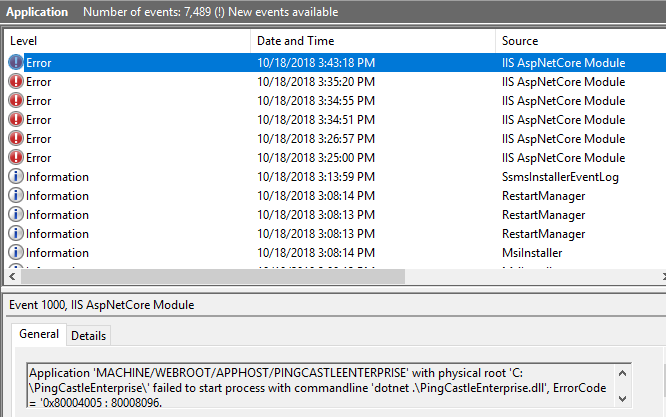 Application Number of events: 7,489 (!) New events available
Level Date and Time Source
Error 10/18/2018 3:43:18 PM IIS AspNetCore Module
Error 10/18/2018 3:35:20 PM IIS AspNetCore Module
Error 10/18/2018 3:34:55 PM IIS AspNetCore Module
Error 10/18/2018 3:34:51 PM IIS AspNetCore Module
Error 10/18/2018 3:26:57 PM IIS AspNetCore Module
Error 10/18/2018 3:25:00 PM IIS AspNetCore Module
Information 10/18/2018 3:13:59 PM SsmsInstallerEventLog
Information 10/18/2018 3:08:14 PM RestartManager
Information 10/18/2018 3:08:13 PM RestartManager
Information 10/18/2018 3:08:13 PM RestartManager
Information 10/18/2018 3:08:14 PM MsiInstaller
Event 1000, IIS AspNetCore Module
General Details
Application 'MACHINE/WEBROOT/APPHOST/PINGCASTLEENTERPRISE' with physical root 'C:
\PingCastleEnterprise\' failed to start process with commandline 'dotnet .\PingCastleEnterprise.dll', ErrorCode
= '0x80004005 : 80008096.